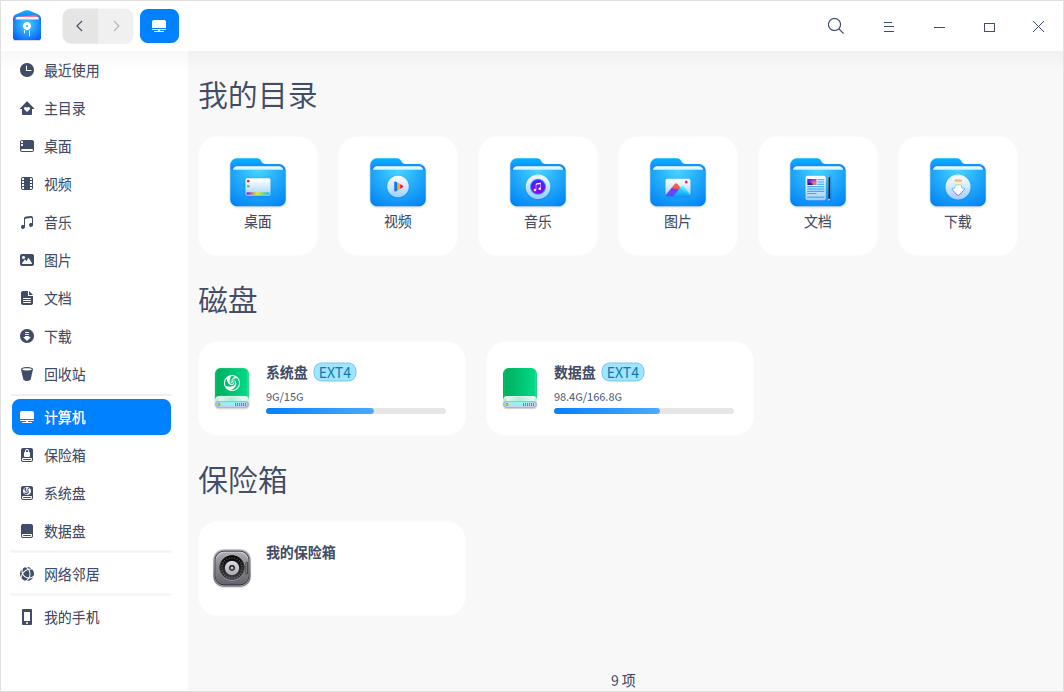 最近使用
主目录
桌面
视频
音乐
图片
文档
下载
回收站
计算机
保险箱
系统盘
数据盘
网络邻居
我的手机
我的目录
桌面
视频
音乐
图片
文档
下载
磁盘
系统盘 EXT4
9G/15G
数据盘 EXT4
98.4G/166.8G
保险箱
我的保险箱
9 项